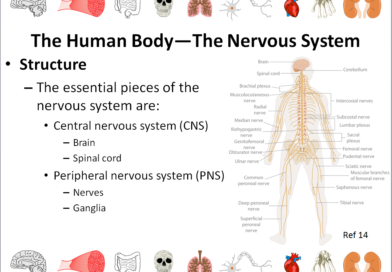 The Human Body—The Nervous System
• Structure
– The essential pieces of the
nervous system are:
• Central nervous system (CNS)
– Brain
– Spinal cord
• Peripheral nervous system (PNS)
– Nerves
– Ganglia
Brain
Spinal cord
Brachial plexus
Musculocutaneous
nerve
Radial
nerve
Median nerve
Iliohypogastric
nerve
Genitofemoral
nerve
Obturator nerve
Ulnar nerve
Common
peroneal nerve
Deep peroneal
nerve
Superficial
peroneal
nerve
Cerebellum
Intercostal nerves
Subcostal nerve
Lumbar plexus
Sacral
plexus
Femoral nerve
Pudental nerve
Sciatic nerve
Muscular branches
of femoral nerve
Saphenous nerve
Tibial nerve
Ref 14